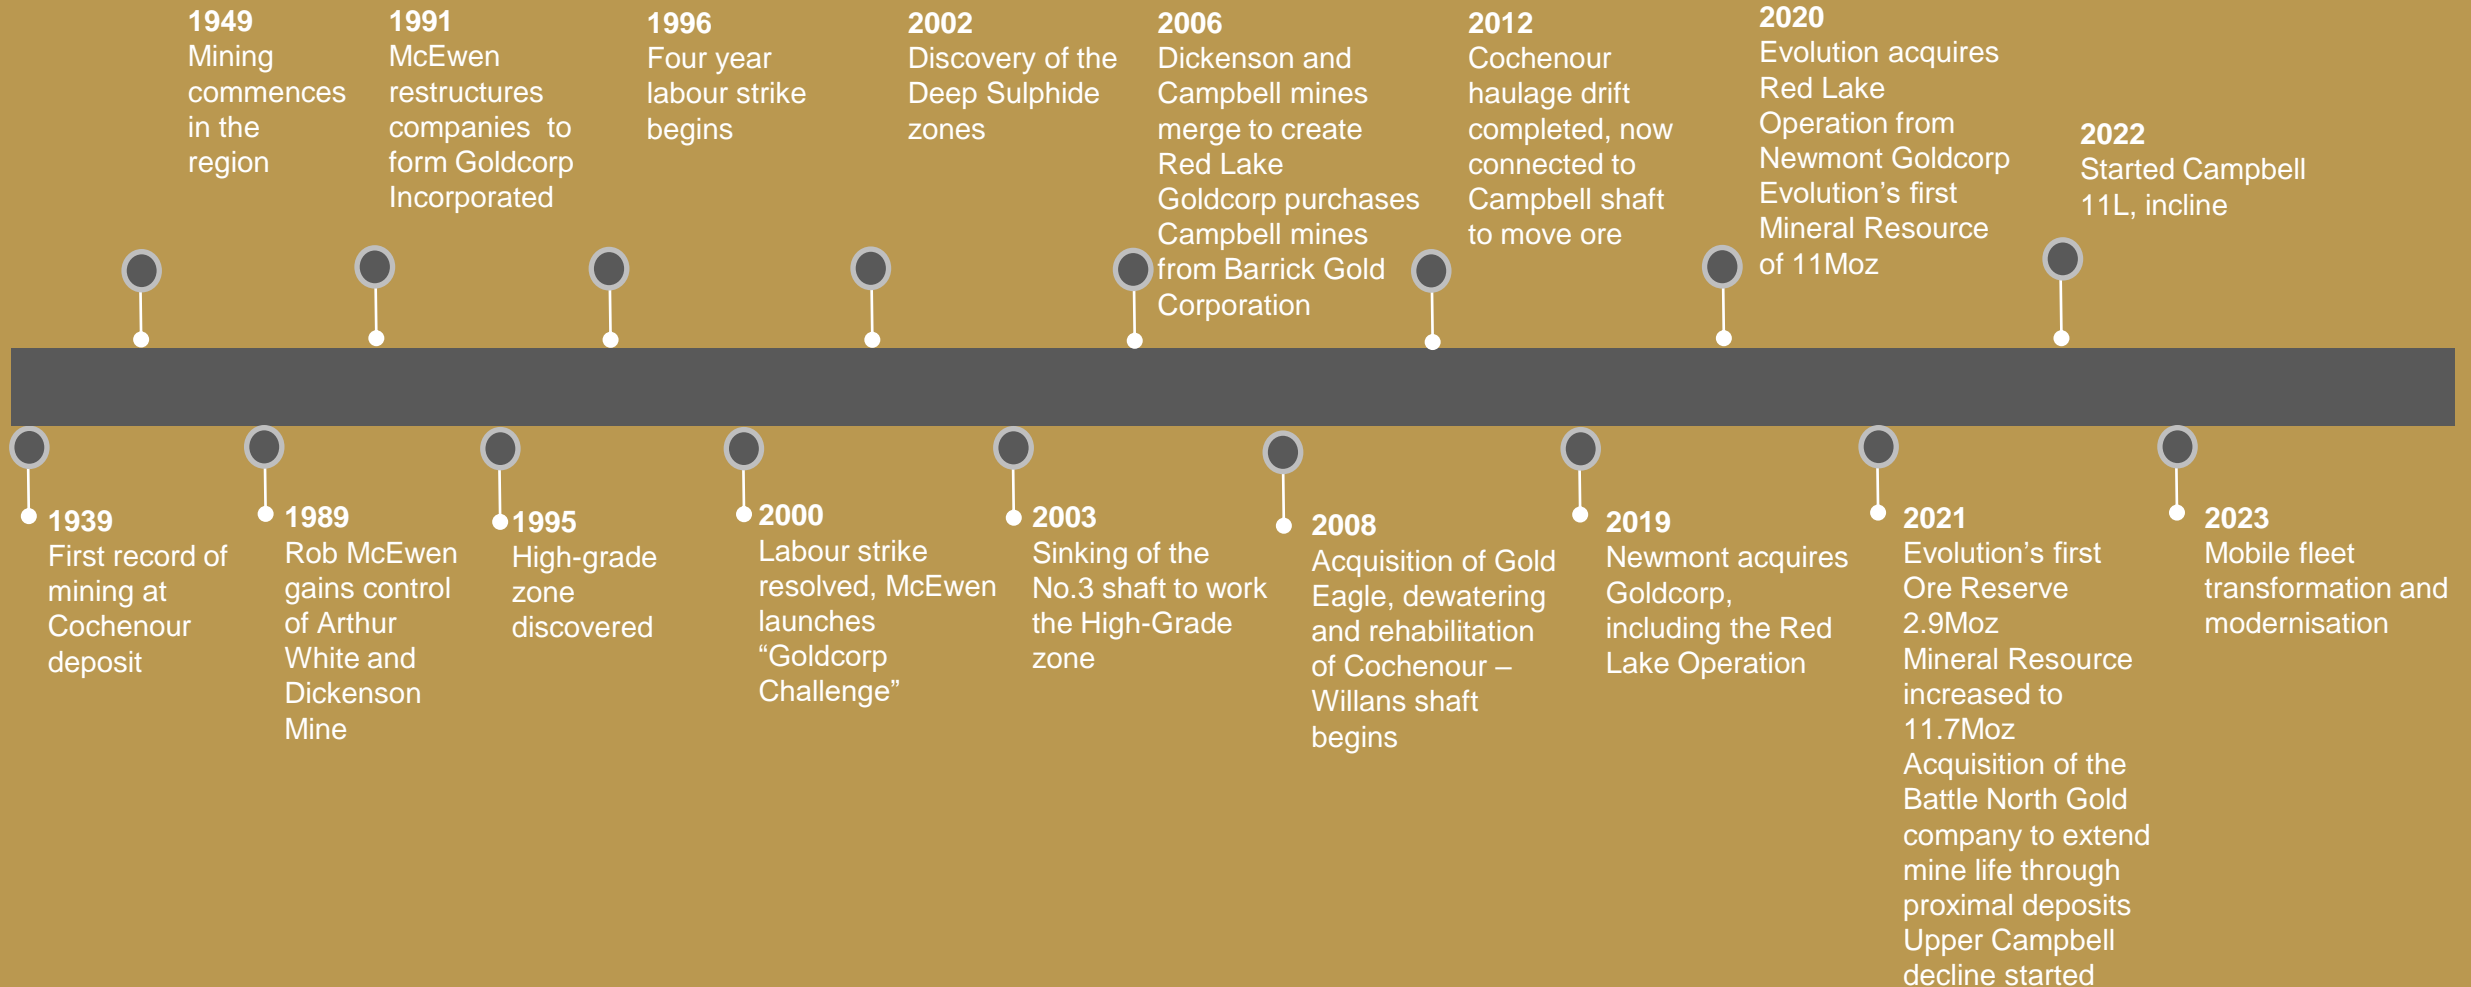 1949
Mining
commences
in the
region
1991
McEwen
restructures
companies to
form Goldcorp
Incorporated
1996
Four year
labour strike
begins
2002
Discovery of the
Deep Sulphide
zones
2006
Dickenson and
Campbell mines
merge to create
Red Lake
Goldcorp purchases
Campbell mines
from Barrick Gold
Corporation
2012
Cochenour
haulage drift
completed, now
connected to
Campbell shaft
to move ore
2020
Evolution acquires
Red Lake
Operation from
Newmont Goldcorp
Evolution’s first
Mineral Resource
of 11Moz
2022
Started Campbell
11L, incline
1939
First record of
mining at
Cochenour
deposit
1989
Rob McEwen
gains control
of Arthur
White and
Dickenson
Mine
1995
High-grade
zone
discovered
2000
Labour strike
resolved, McEwen
launches
“Goldcorp
Challenge”
2003
Sinking of the
No.3 shaft to work
the High-Grade
zone
2008
Acquisition of Gold
Eagle, dewatering
and rehabilitation
of Cochenour –
Willans shaft
begins
2019
Newmont acquires
Goldcorp,
including the Red
Lake Operation
2021
Evolution’s first
Ore Reserve
2.9Moz
Mineral Resource
increased to
11.7Moz
Acquisition of the
Battle North Gold
company to extend
mine life through
proximal deposits
Upper Campbell
decline started
2023
Mobile fleet
transformation and
modernisation